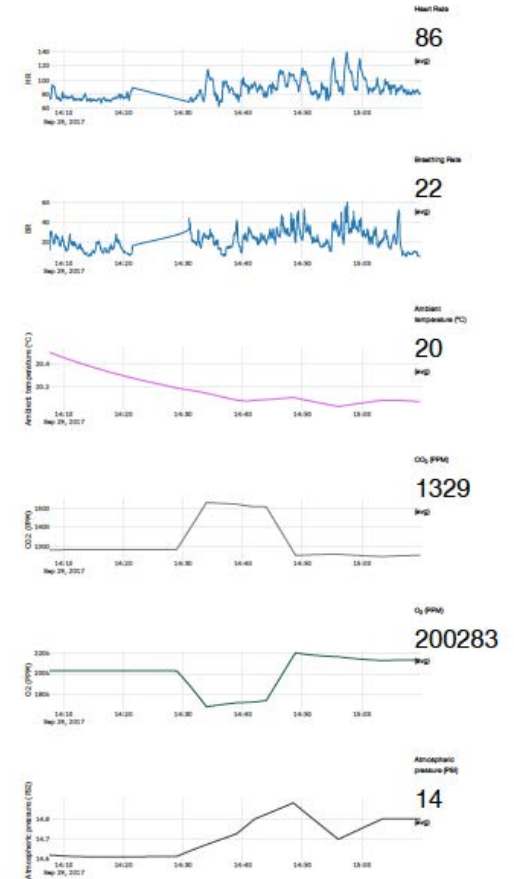 Heart Rate
86
(avg)
140
120
100
80
60
HR
14:10
14:20
14:30
14:40
14:50
15:00
Sep 29, 2017
Breathing Rate
22
(avg)
60
40
20
BR
14:10
14:20
14:30
14:40
14:50
15:00
Sep 29, 2017
Ambient
temperature (°C)
20
(avg)
20.4
20.2
Ambient temperature (°C)
14:10
14:20
14:30
14:40
14:50
15:00
Sep 29, 2017
CO₂ (PPM)
1329
(avg)
1500
1400
1300
CO2 (PPM)
14:10
14:20
14:30
14:40
14:50
15:00
Sep 29, 2017
O₂ (PPM)
200283
(avg)
220k
200k
180k
O2 (PPM)
14:10
14:20
14:30
14:40
14:50
15:00
Sep 29, 2017
Atmospheric
pressure (PSI)
14
(avg)
14.8
14.7
14.6
Atmospheric pressure (PSI)
14:10
14:20
14:30
14:40
14:50
15:00
Sep 29, 2017